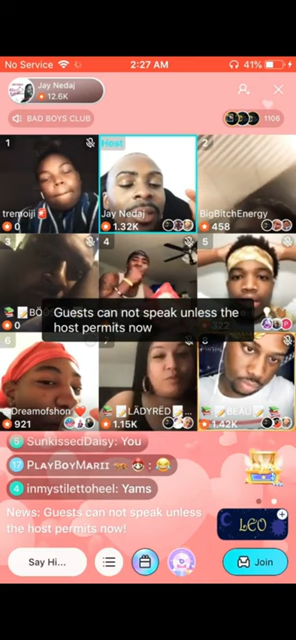 No Service 2:27 AM 41%
Jay Nedaj
12.6K
BAD BOYS CLUB
1106
1
Host
2
tremoiji
0
Jay Nedaj
1.32K
BigBitchEnergy
458
3
4
5
Guests can not speak unless the
host permits now
0
322
6
7
Dreamofshon
921
LÄDYRËD
1.15K
BEAU
1.42K
5 SunkissedDaisy: You
17 PLAYBOYMARII : 
4 inmystilettoheel: Yams
News: Guests can not speak unless
the host permits now!
LEO
Say Hi...
Join